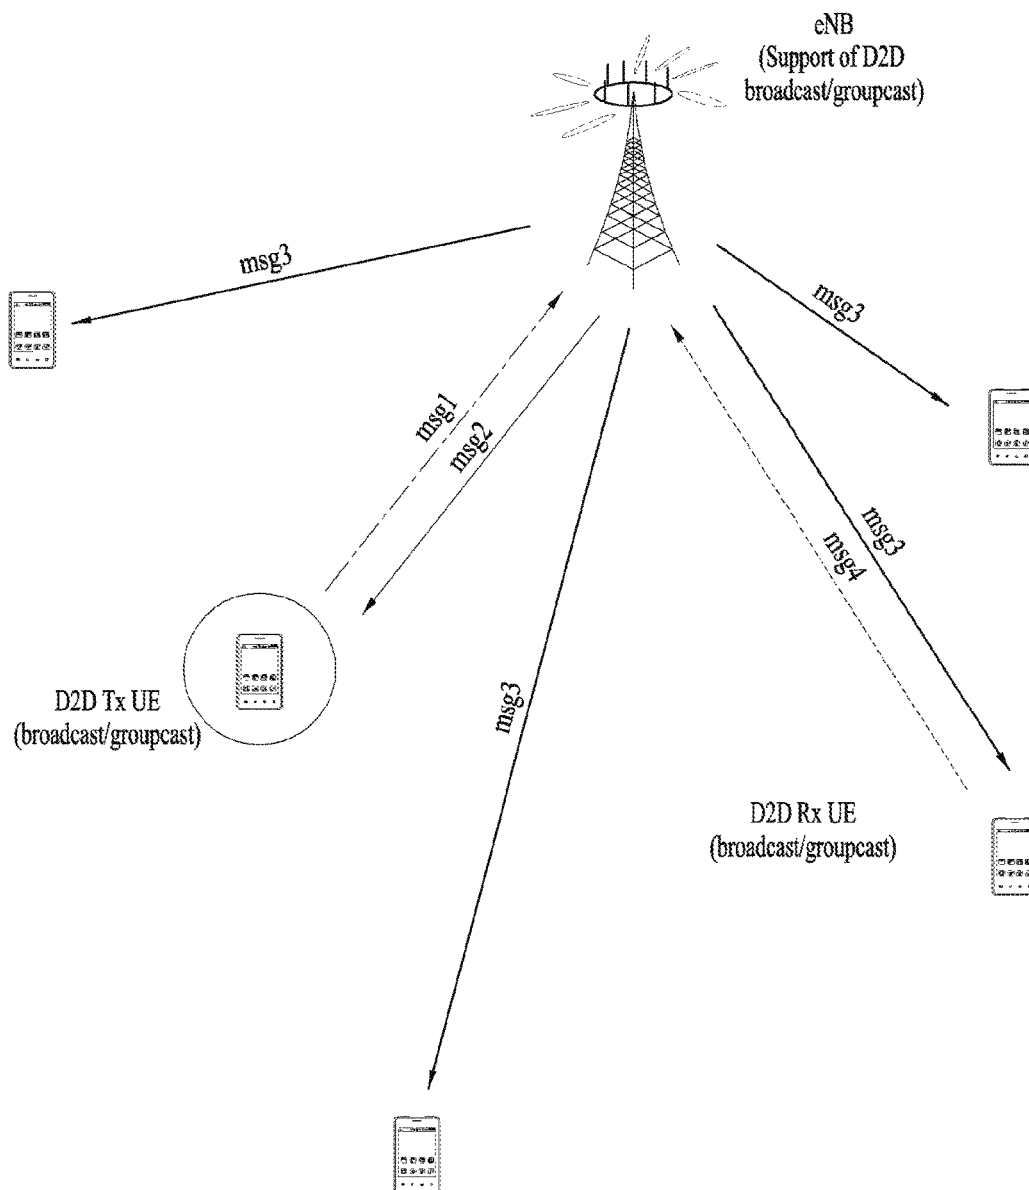 eNB
(Support of D2D
broadcast/groupcast)
msg3
msg3
msg1
msg2
msg3
msg4
msg3
D2D Tx UE
(broadcast/groupcast)
D2D Rx UE
(broadcast/groupcast)